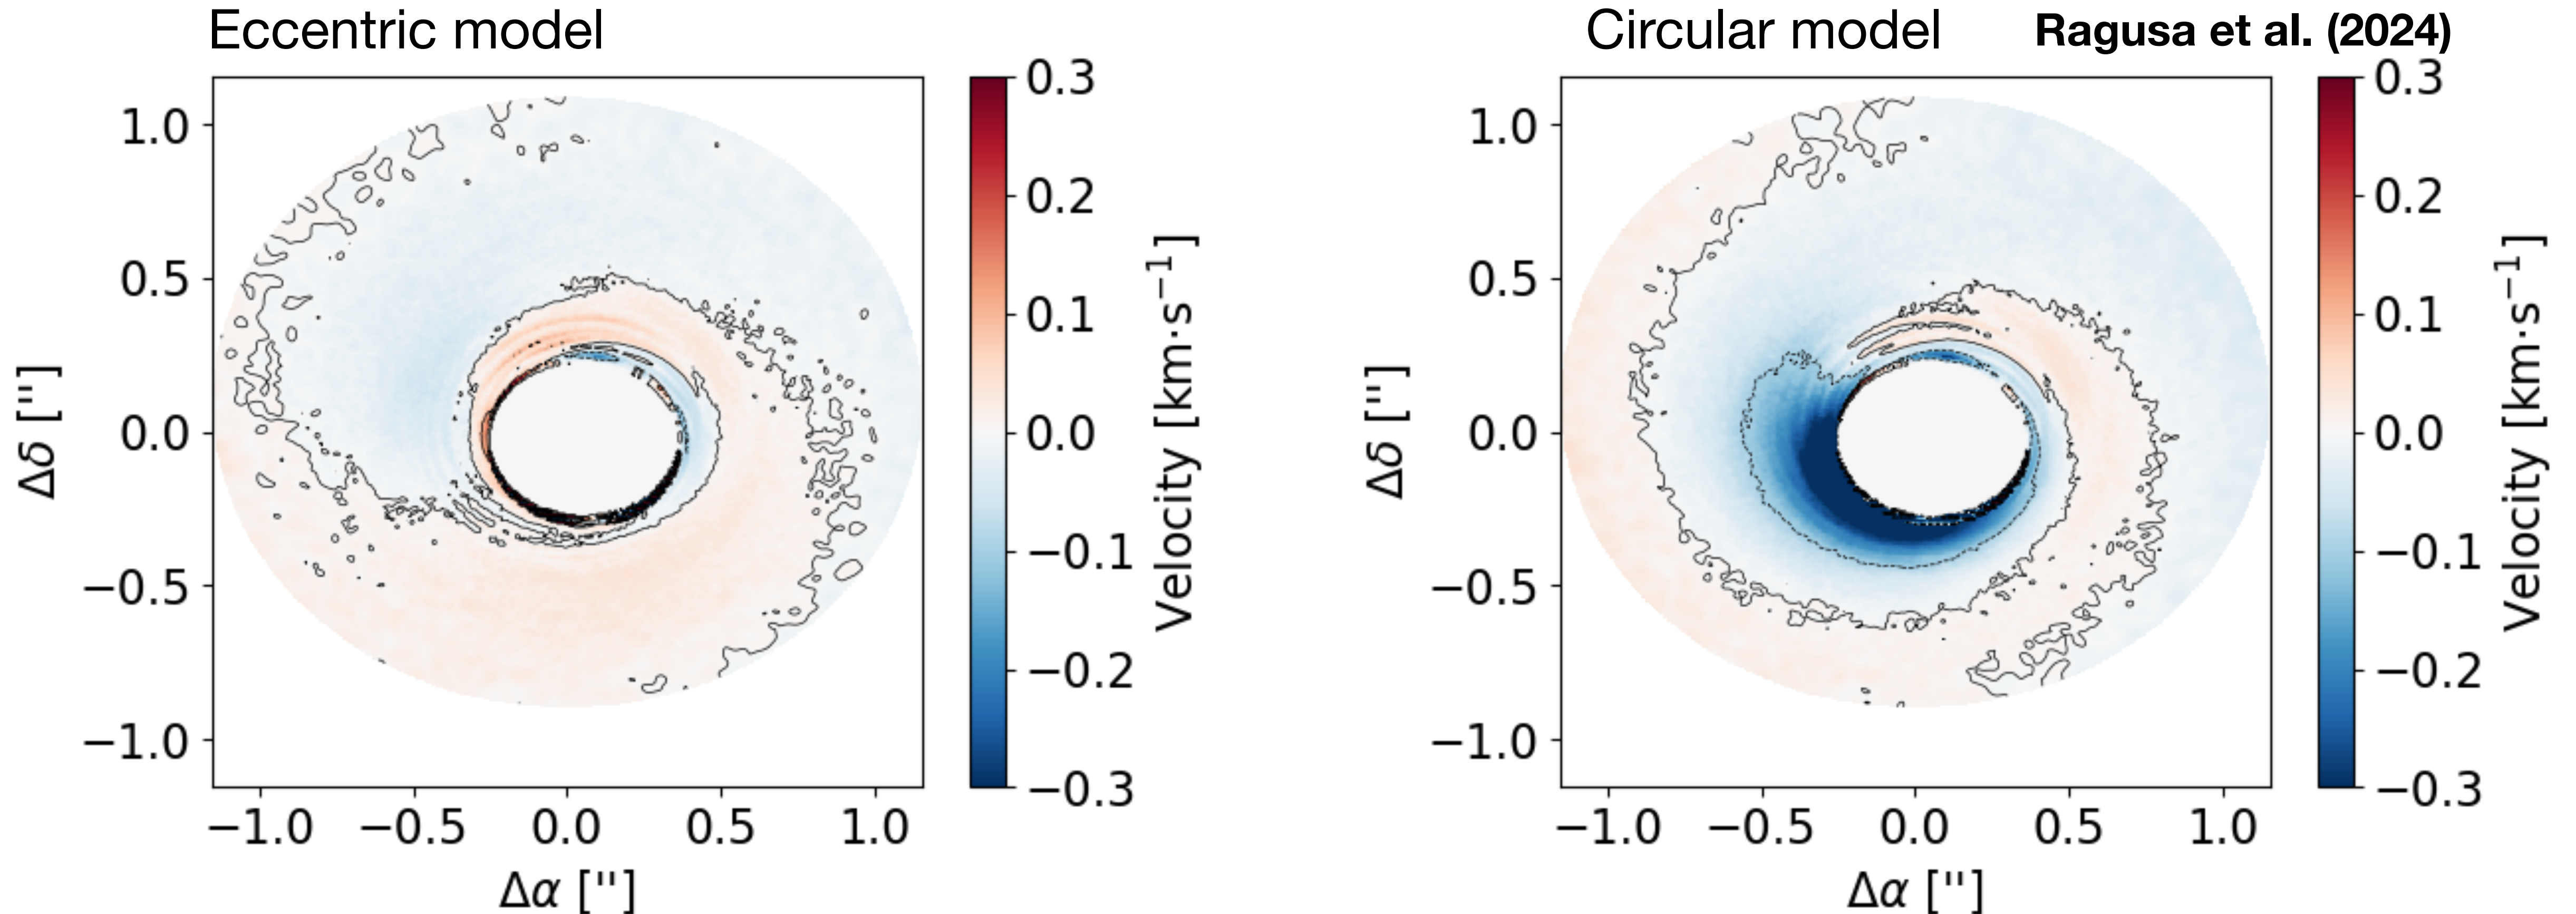 Eccentric model
Circular model
Ragusa et al. (2024)
1.0
0.5
0.0
−0.5
−1.0
Δδ ["]
−1.0 −0.5 0.0 0.5 1.0
Δα ["]
0.3
0.2
0.1
0.0
−0.1
−0.2
−0.3
Velocity [km·s⁻¹]
1.0
0.5
0.0
−0.5
−1.0
Δδ ["]
−1.0 −0.5 0.0 0.5 1.0
Δα ["]
0.3
0.2
0.1
0.0
−0.1
−0.2
−0.3
Velocity [km·s⁻¹]